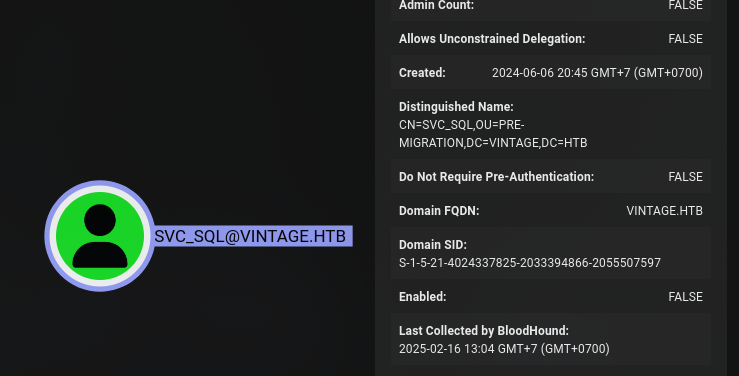 Admin Count: FALSE
Allows Unconstrained Delegation: FALSE
Created: 2024-06-06 20:45 GMT+7 (GMT+0700)
Distinguished Name:
CN=SVC_SQL,OU=PRE-
MIGRATION,DC=VINTAGE,DC=HTB
Do Not Require Pre-Authentication: FALSE
Domain FQDN: VINTAGE.HTB
SVC_SQL@VINTAGE.HTB
Domain SID:
S-1-5-21-4024337825-2033394866-2055507597
Enabled: FALSE
Last Collected by BloodHound:
2025-02-16 13:04 GMT+7 (GMT+0700)